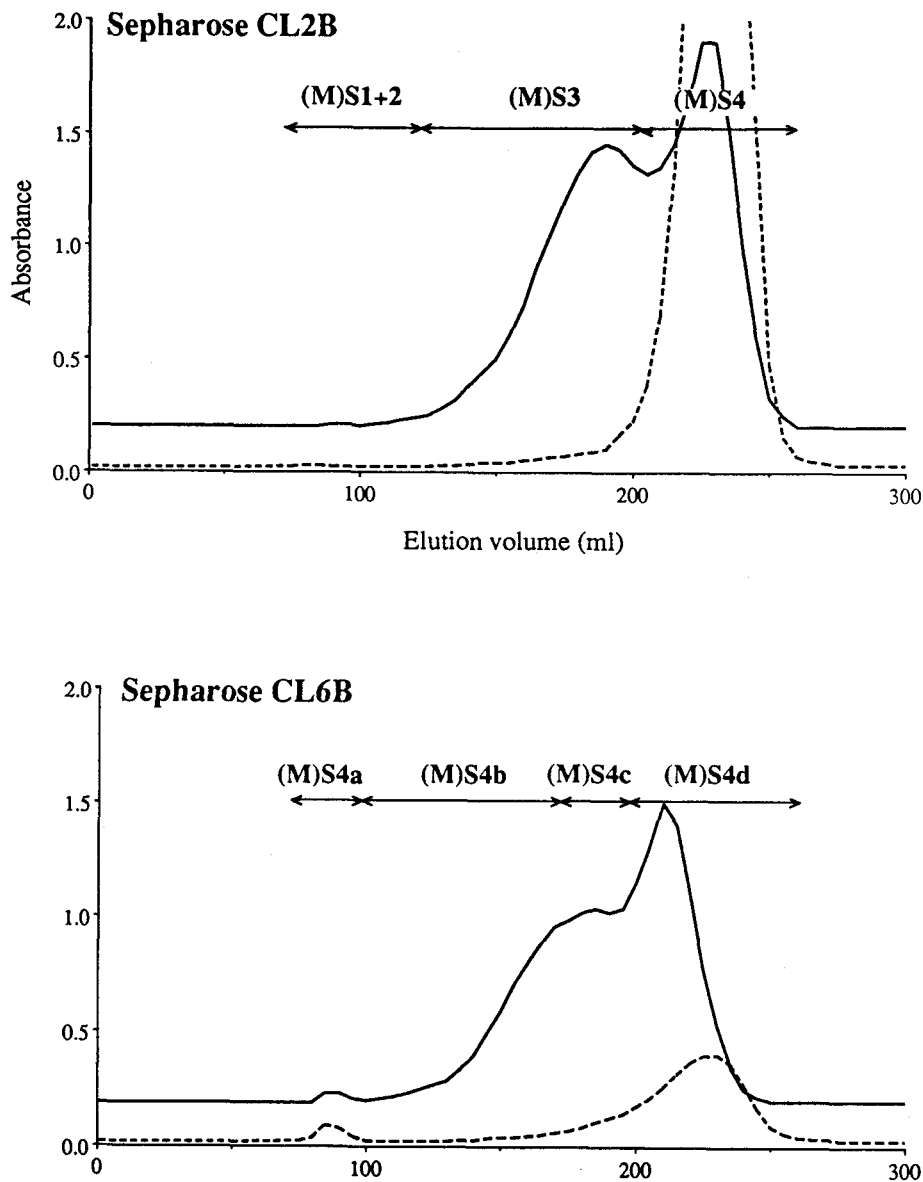 Sepharose CL2B
2.0
(M)S1+2 (M)S3 (M)S4
1.5
Absorbance
1.0
0.5
0.0
0 100 200 300
Elution volume (ml)
Sepharose CL6B
2.0
(M)S4a (M)S4b (M)S4c (M)S4d
1.5
1.0
0.5
0.0
0 100 200 300